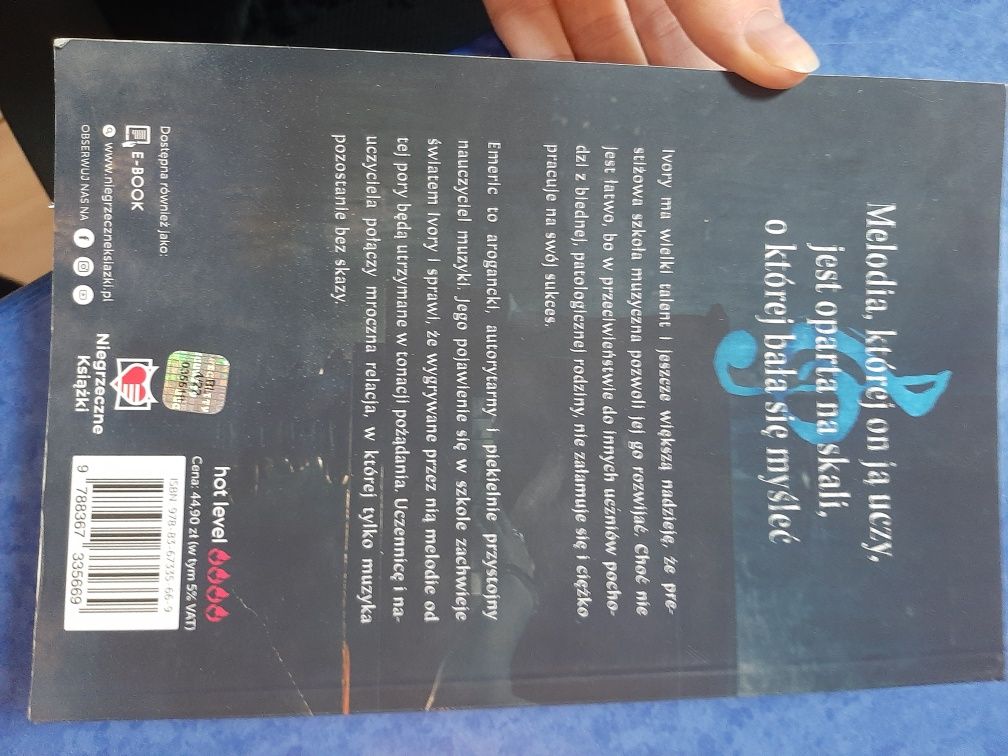 Melodia, której on ją uczy,
jest oparta na skali,
o której bała się myśleć
Ivory ma wielki talent i jeszcze większą nadzieję, że pre-
stiżowa szkoła muzyczna pozwoli jej go rozwijać. Choć nie
jest łatwo, bo w przeciwieństwie do innych uczniów pocho-
dzi z biednej, patologicznej rodziny, nie załamuje się i ciężko
pracuje na swój sukces.
Emeric to arogancki, autorytarny i piekielnie przystojny
nauczyciel muzyki. Jego pojawienie się w szkole zachwieje
światem Ivory i sprawi, że wygrywane przez nią melodie od
tej pory będą utrzymane w tonacji pożądania. Uczennicę i na-
uczyciela połączy mroczna relacja, w której tylko muzyka
pozostanie bez skazy.
Dostępna również jako:
E-BOOK
www.niegrzeczneksiazki.pl
OBSERWUJ NAS NA
Niegrzeczne
Książki
hot level
Cena: 44,90 zł (w tym 5% VAT)
ISBN 978-83-67335-66-9
9 788367 335669